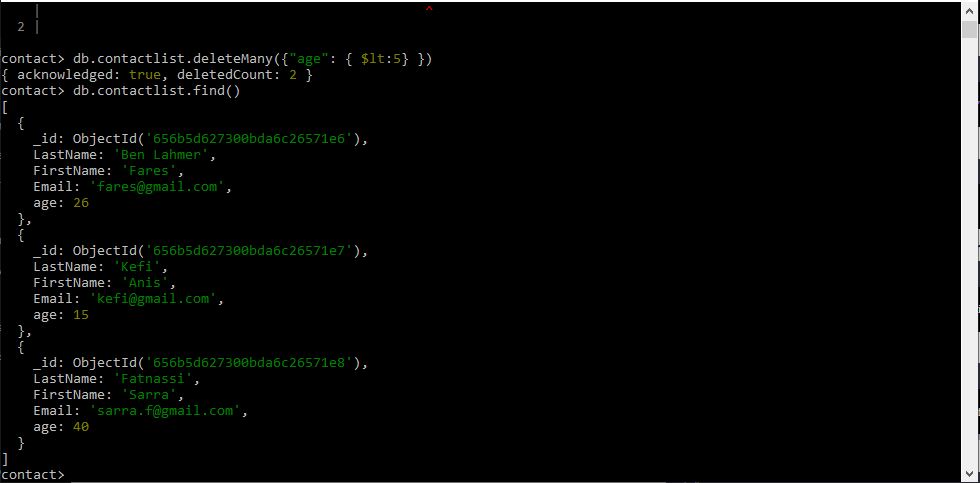 |
^
2 |
contact> db.contactlist.deleteMany({"age": { $lt:5} })
{ acknowledged: true, deletedCount: 2 }
contact> db.contactlist.find()
[
  {
    _id: ObjectId('656b5d627300bda6c26571e6'),
    LastName: 'Ben Lahmer',
    FirstName: 'Fares',
    Email: 'fares@gmail.com',
    age: 26
  },
  {
    _id: ObjectId('656b5d627300bda6c26571e7'),
    LastName: 'Kefi',
    FirstName: 'Anis',
    Email: 'kefi@gmail.com',
    age: 15
  },
  {
    _id: ObjectId('656b5d627300bda6c26571e8'),
    LastName: 'Fatnassi',
    FirstName: 'Sarra',
    Email: 'sarra.f@gmail.com',
    age: 40
  }
]
contact>